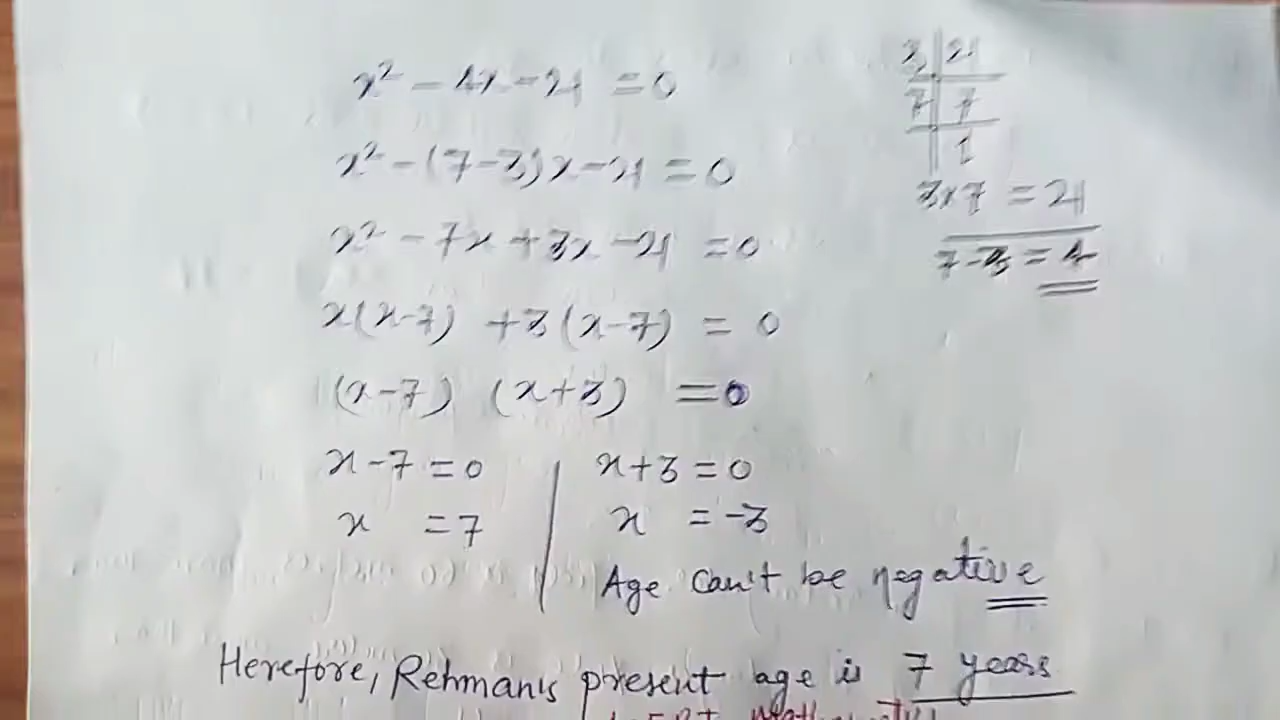 x² - 4x - 21 = 0
x² - (7-3)x - 21 = 0
x² - 7x + 3x - 21 = 0
x(x-7) + 3(x-7) = 0
(x-7) (x+3) = 0
x - 7 = 0 | x + 3 = 0
x = 7 | x = -3
Age can't be negative
Herefore, Rehman's present age is 7 years
3 | 21
7 | 7
| 1
3×7 = 21
7-3 = 4